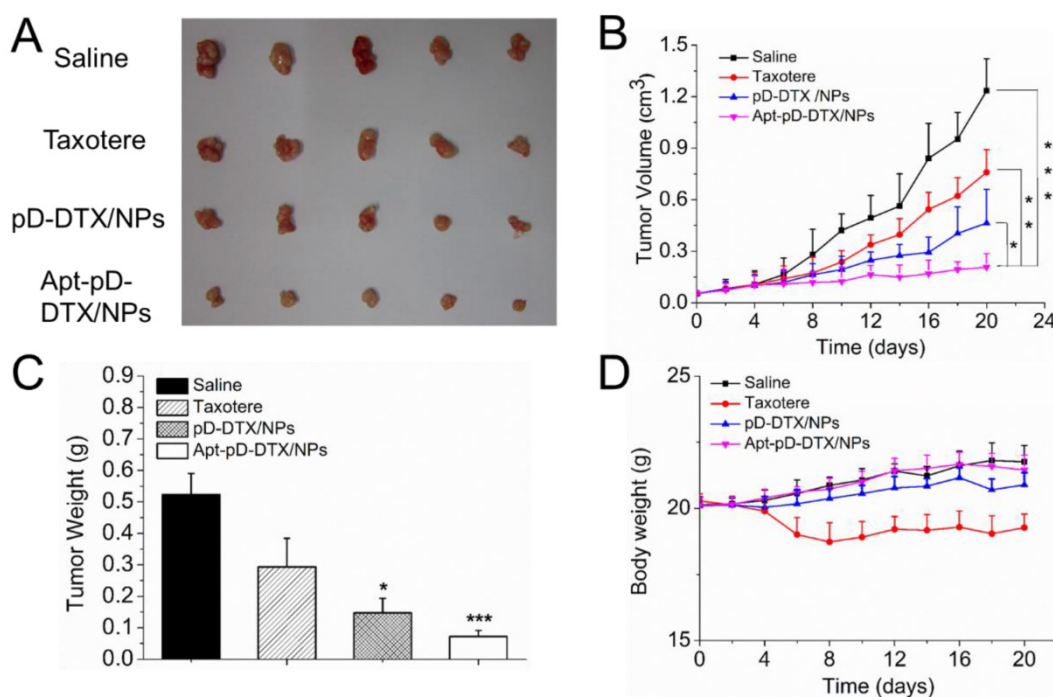 A
Saline
Taxotere
pD-DTX/NPs
Apt-pD-
DTX/NPs
B
Tumor Volume (cm³)
1.5
1.2
0.9
0.6
0.3
0.0
Saline
Taxotere
pD-DTX /NPs
Apt-pD-DTX/NPs
* * *
* *
*
0 4 8 12 16 20 24
Time (days)
C
Tumor Weight (g)
0.9
0.8
0.7
0.6
0.5
0.4
0.3
0.2
0.1
0.0
Saline
Taxotere
pD-DTX/NPs
Apt-pD-DTX/NPs
*
***
D
Body weight (g)
25
20
15
Saline
Taxotere
pD-DTX/NPs
Apt-pD-DTX/NPs
0 4 8 12 16 20
Time (days)